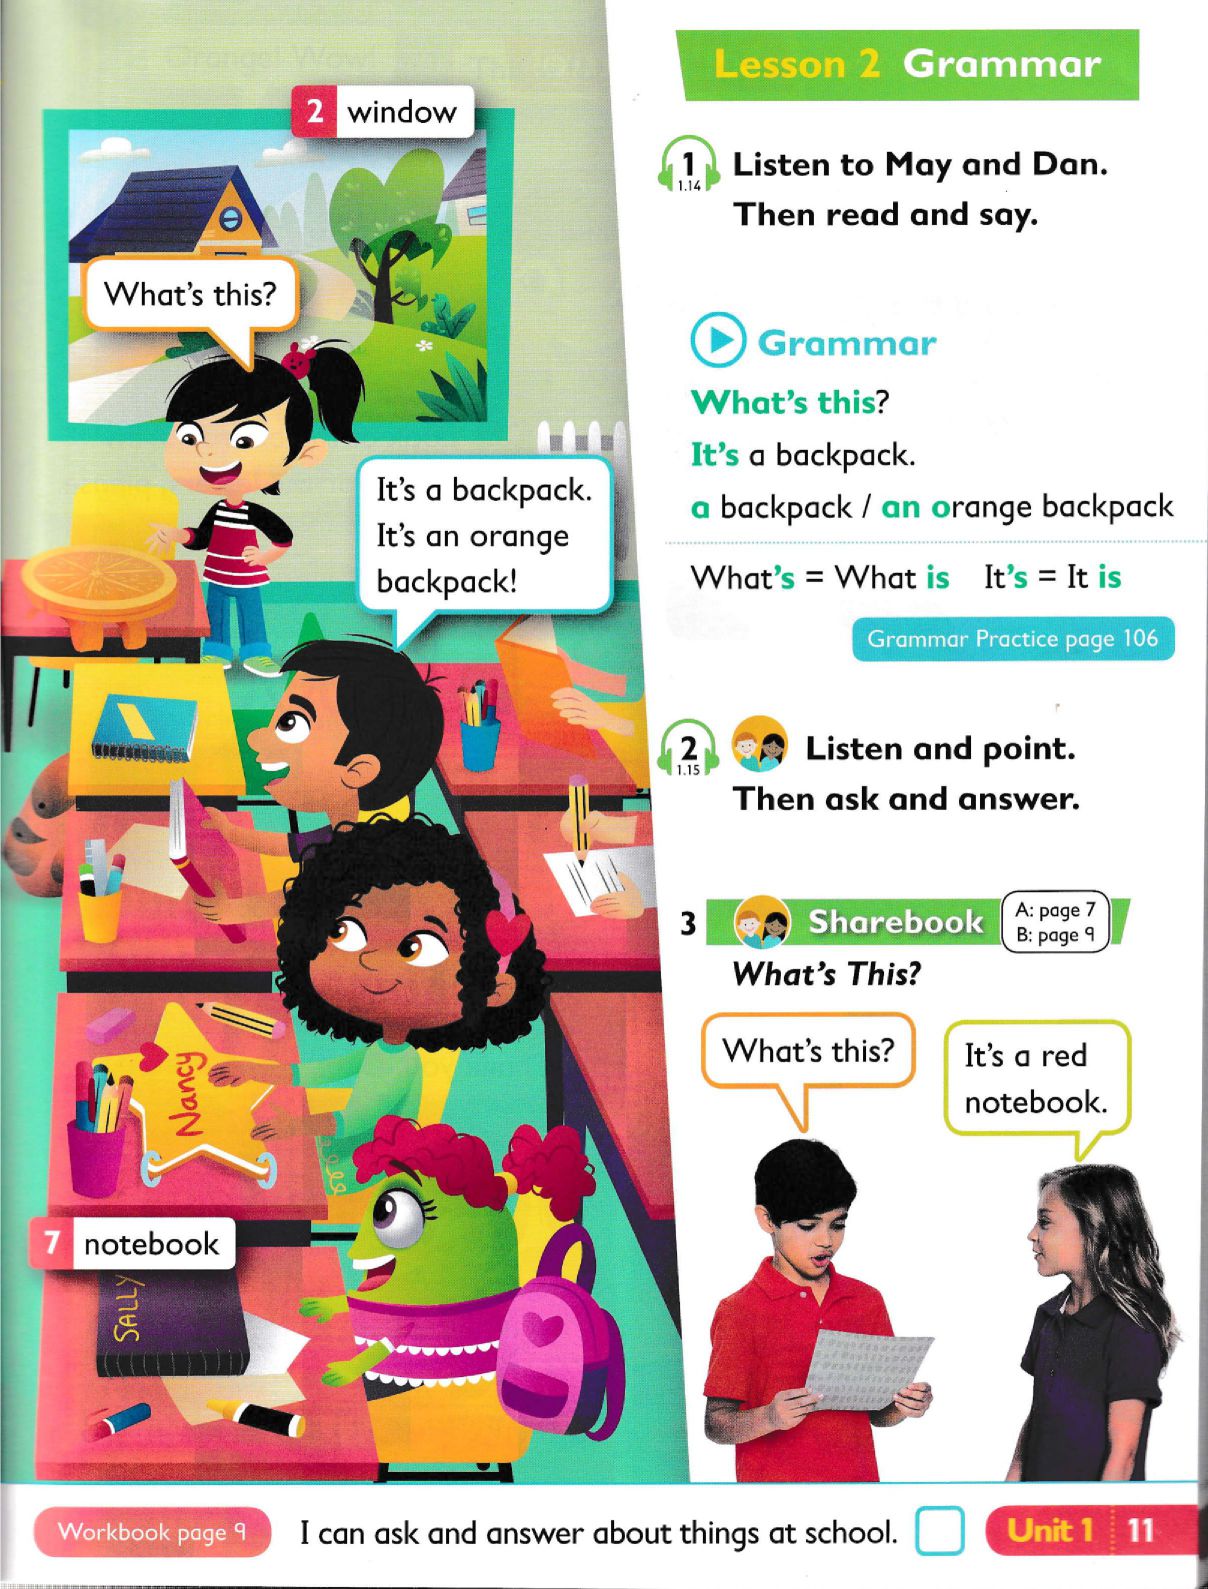 2 window
What's this?
It's a backpack.
It's an orange
backpack!
Nancy
7 notebook
SALLY
Lesson 2 Grammar
1
1.14
Listen to May and Dan.
Then read and say.
Grammar
What's this?
It's a backpack.
a backpack / an orange backpack
What's = What is It's = It is
Grammar Practice page 106
2
1.15
Listen and point.
Then ask and answer.
3 Sharebook
A: page 7
B: page 9
What's This?
What's this?
It's a red
notebook.
Workbook page 9
I can ask and answer about things at school.
Unit 1 11